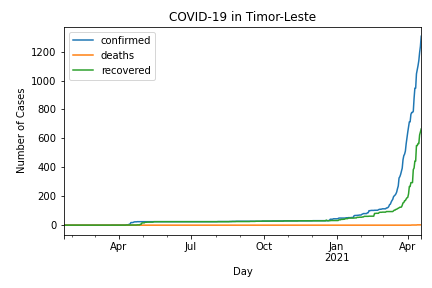 COVID-19 in Timor-Leste
confirmed
deaths
recovered
Number of Cases
1200
1000
800
600
400
200
0
Apr
Jul
Oct
Jan
2021
Apr
Day